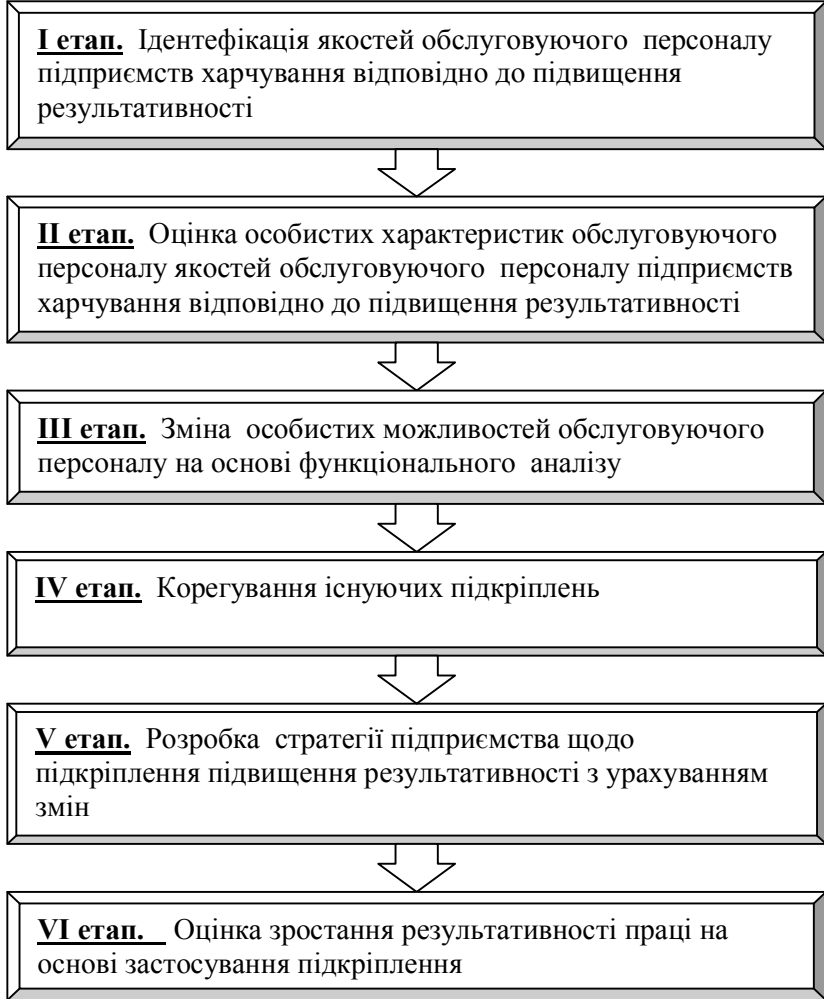 I етап. Ідентефікація якостей обслуговуючого персоналу
підприємств харчування відповідно до підвищення
результативності
II етап. Оцінка особистих характеристик обслуговуючого
персоналу якостей обслуговуючого персоналу підприємств
харчування відповідно до підвищення результативності
III етап. Зміна особистих можливостей обслуговуючого
персоналу на основі функціонального аналізу
IV етап. Корегування існуючих підкріплень
V етап. Розробка стратегії підприємства щодо
підкріплення підвищення результативності з урахуванням
змін
VI етап. Оцінка зростання результативності праці на
основі застосування підкріплення